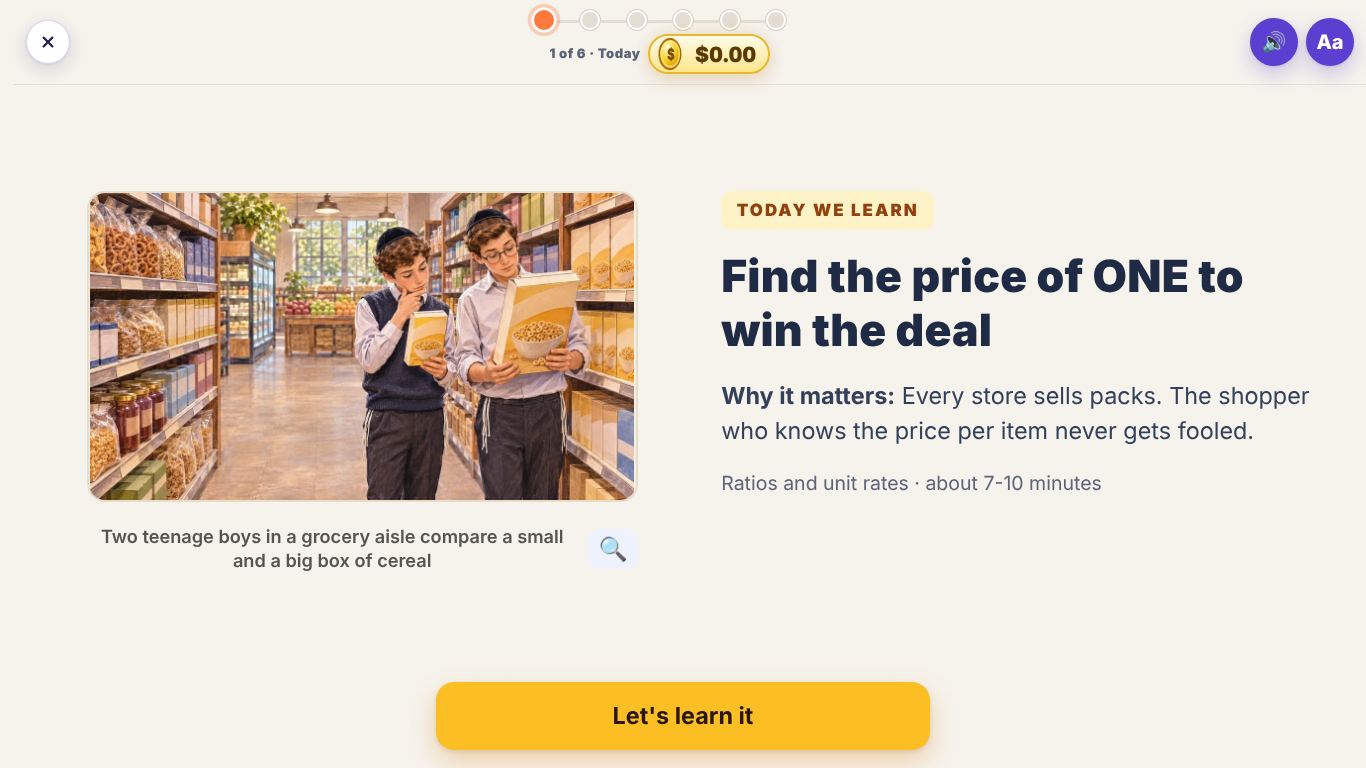 1 of 6 · Today
$0.00
Aa
TODAY WE LEARN
Find the price of ONE to
win the deal
Why it matters: Every store sells packs. The shopper
who knows the price per item never gets fooled.
Ratios and unit rates · about 7-10 minutes
Two teenage boys in a grocery aisle compare a small
and a big box of cereal
Let's learn it